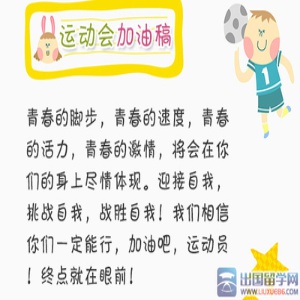 运动会加油稿
1
青春的脚步，青春的速度，青春
的活力，青春的激情，将会在你
们的身上尽情体现。迎接自我，
挑战自我，战胜自我！我们相信
你们一定能行，加油吧，运动员
！终点就在眼前！
出国留学网
WWW.LIUXUE86.COM